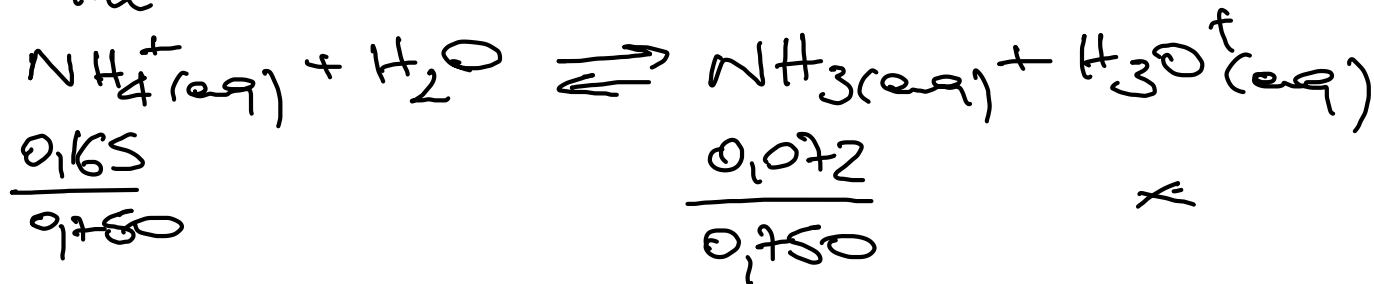 NH₄⁺(aq) + H₂O ⇌ NH₃(aq) + H₃O⁺(aq)
0,165 0,072 x
0,750 0,750